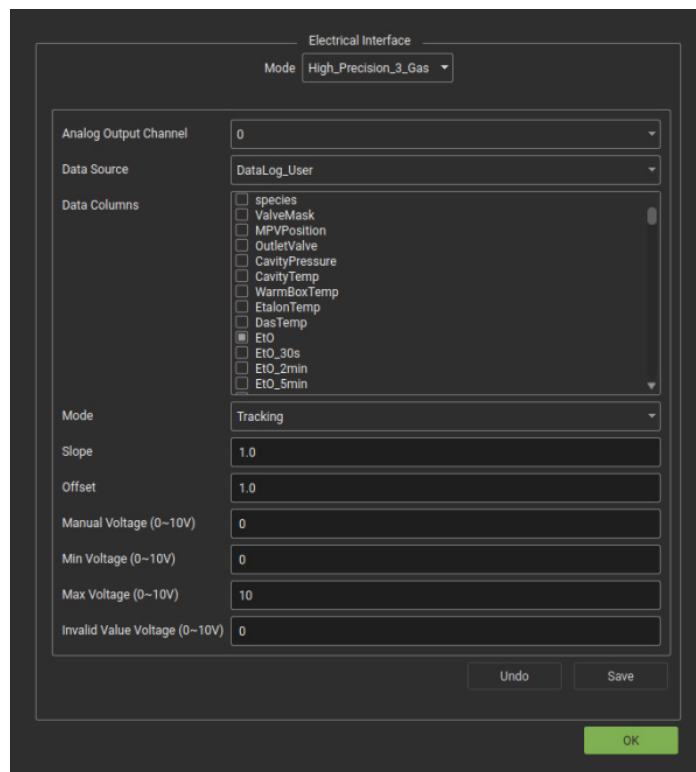 Electrical Interface
Mode High_Precision_3_Gas
Analog Output Channel 0
Data Source DataLog_User
Data Columns
species
ValveMask
MPVPosition
OutletValve
CavityPressure
CavityTemp
WarmBoxTemp
EtalonTemp
DasTemp
EtO
EtO_30s
EtO_2min
EtO_5min
Mode Tracking
Slope 1.0
Offset 1.0
Manual Voltage (0~10V) 0
Min Voltage (0~10V) 0
Max Voltage (0~10V) 10
Invalid Value Voltage (0~10V) 0
Undo Save
OK